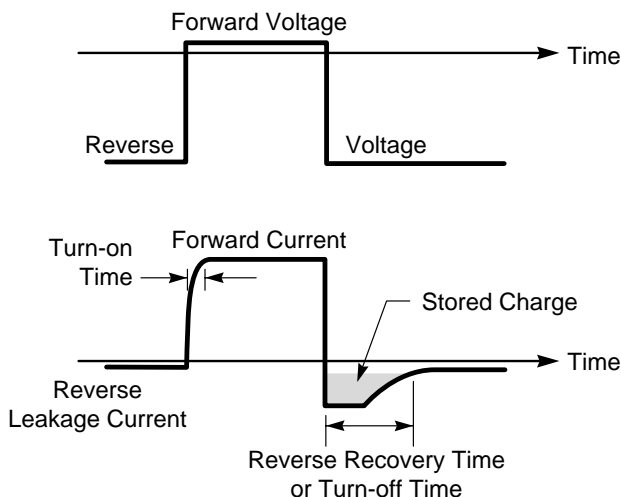 Forward Voltage
Time
Reverse
Voltage
Forward Current
Turn-on
Time
Stored Charge
Time
Reverse
Leakage Current
Reverse Recovery Time
or Turn-off Time